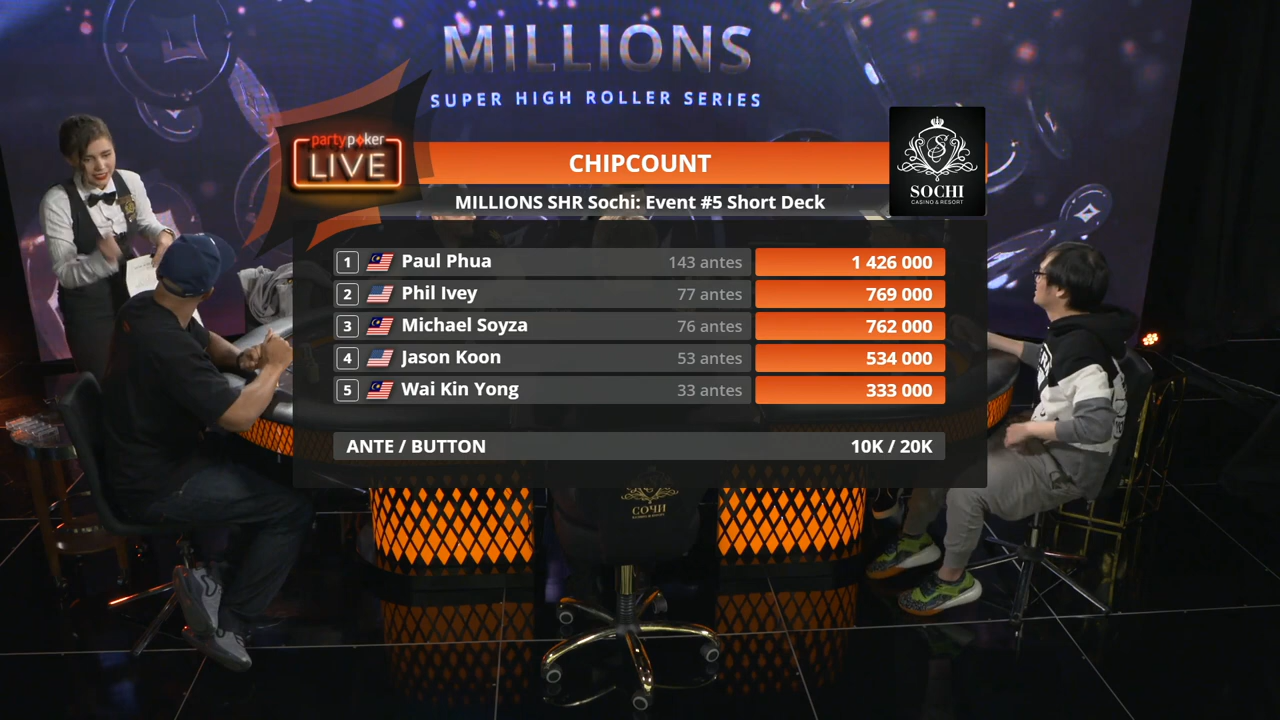 MILLIONS
SUPER HIGH ROLLER SERIES
partypoker
LIVE
CHIPCOUNT
SOCHI
CASINO & RESORT
MILLIONS SHR Sochi: Event #5 Short Deck
1 Paul Phua 143 antes 1 426 000
2 Phil Ivey 77 antes 769 000
3 Michael Soyza 76 antes 762 000
4 Jason Koon 53 antes 534 000
5 Wai Kin Yong 33 antes 333 000
ANTE / BUTTON 10K / 20K
СОЧИ